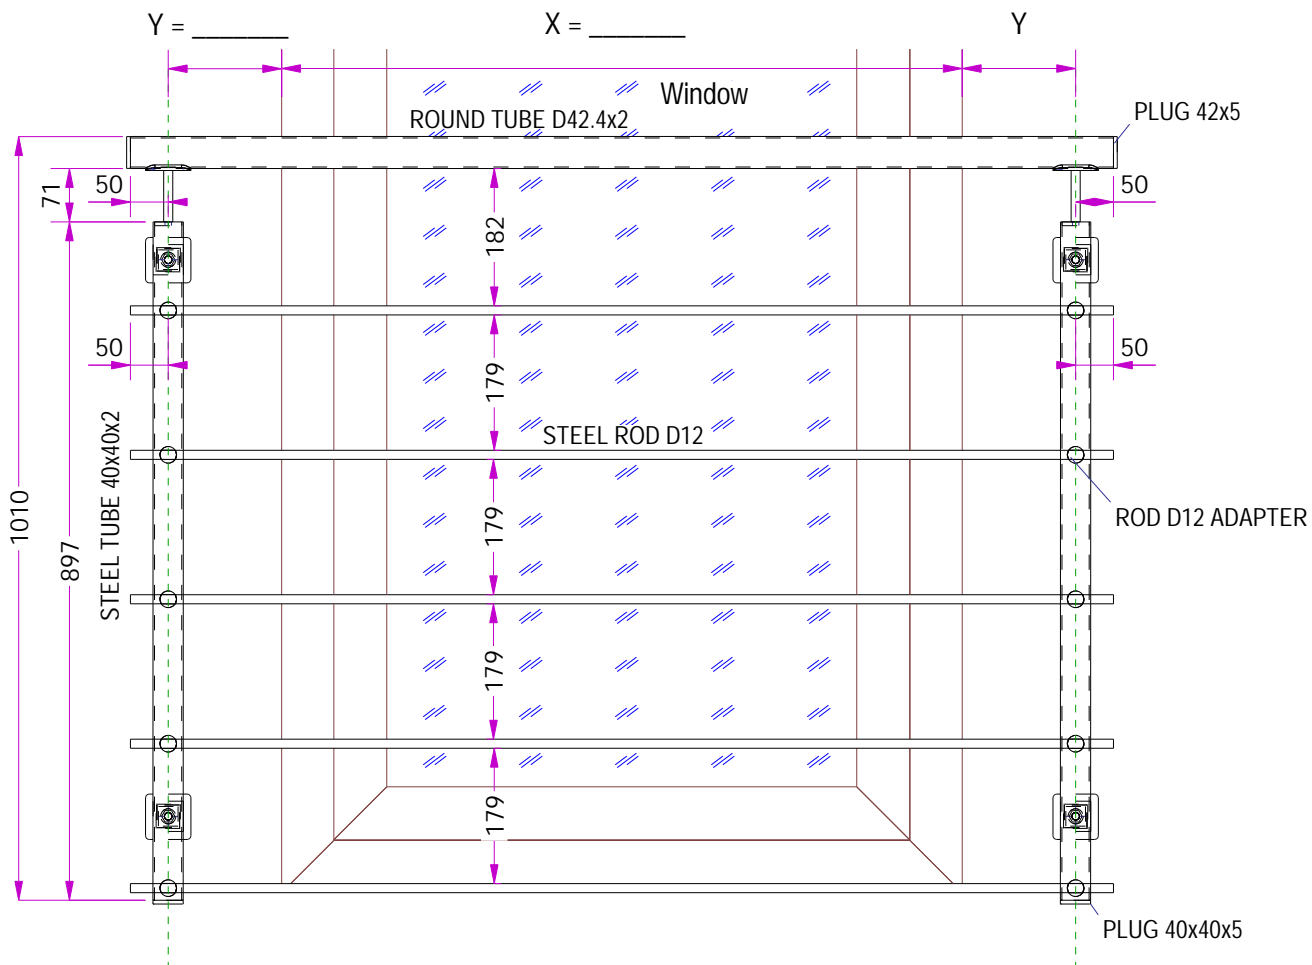 Y = _______
X = _______
Y
Window
ROUND TUBE D42.4x2
PLUG 42x5
71
50
50
182
50
50
179
STEEL ROD D12
179
STEEL TUBE 40x40x2
1010
897
ROD D12 ADAPTER
179
179
PLUG 40x40x5